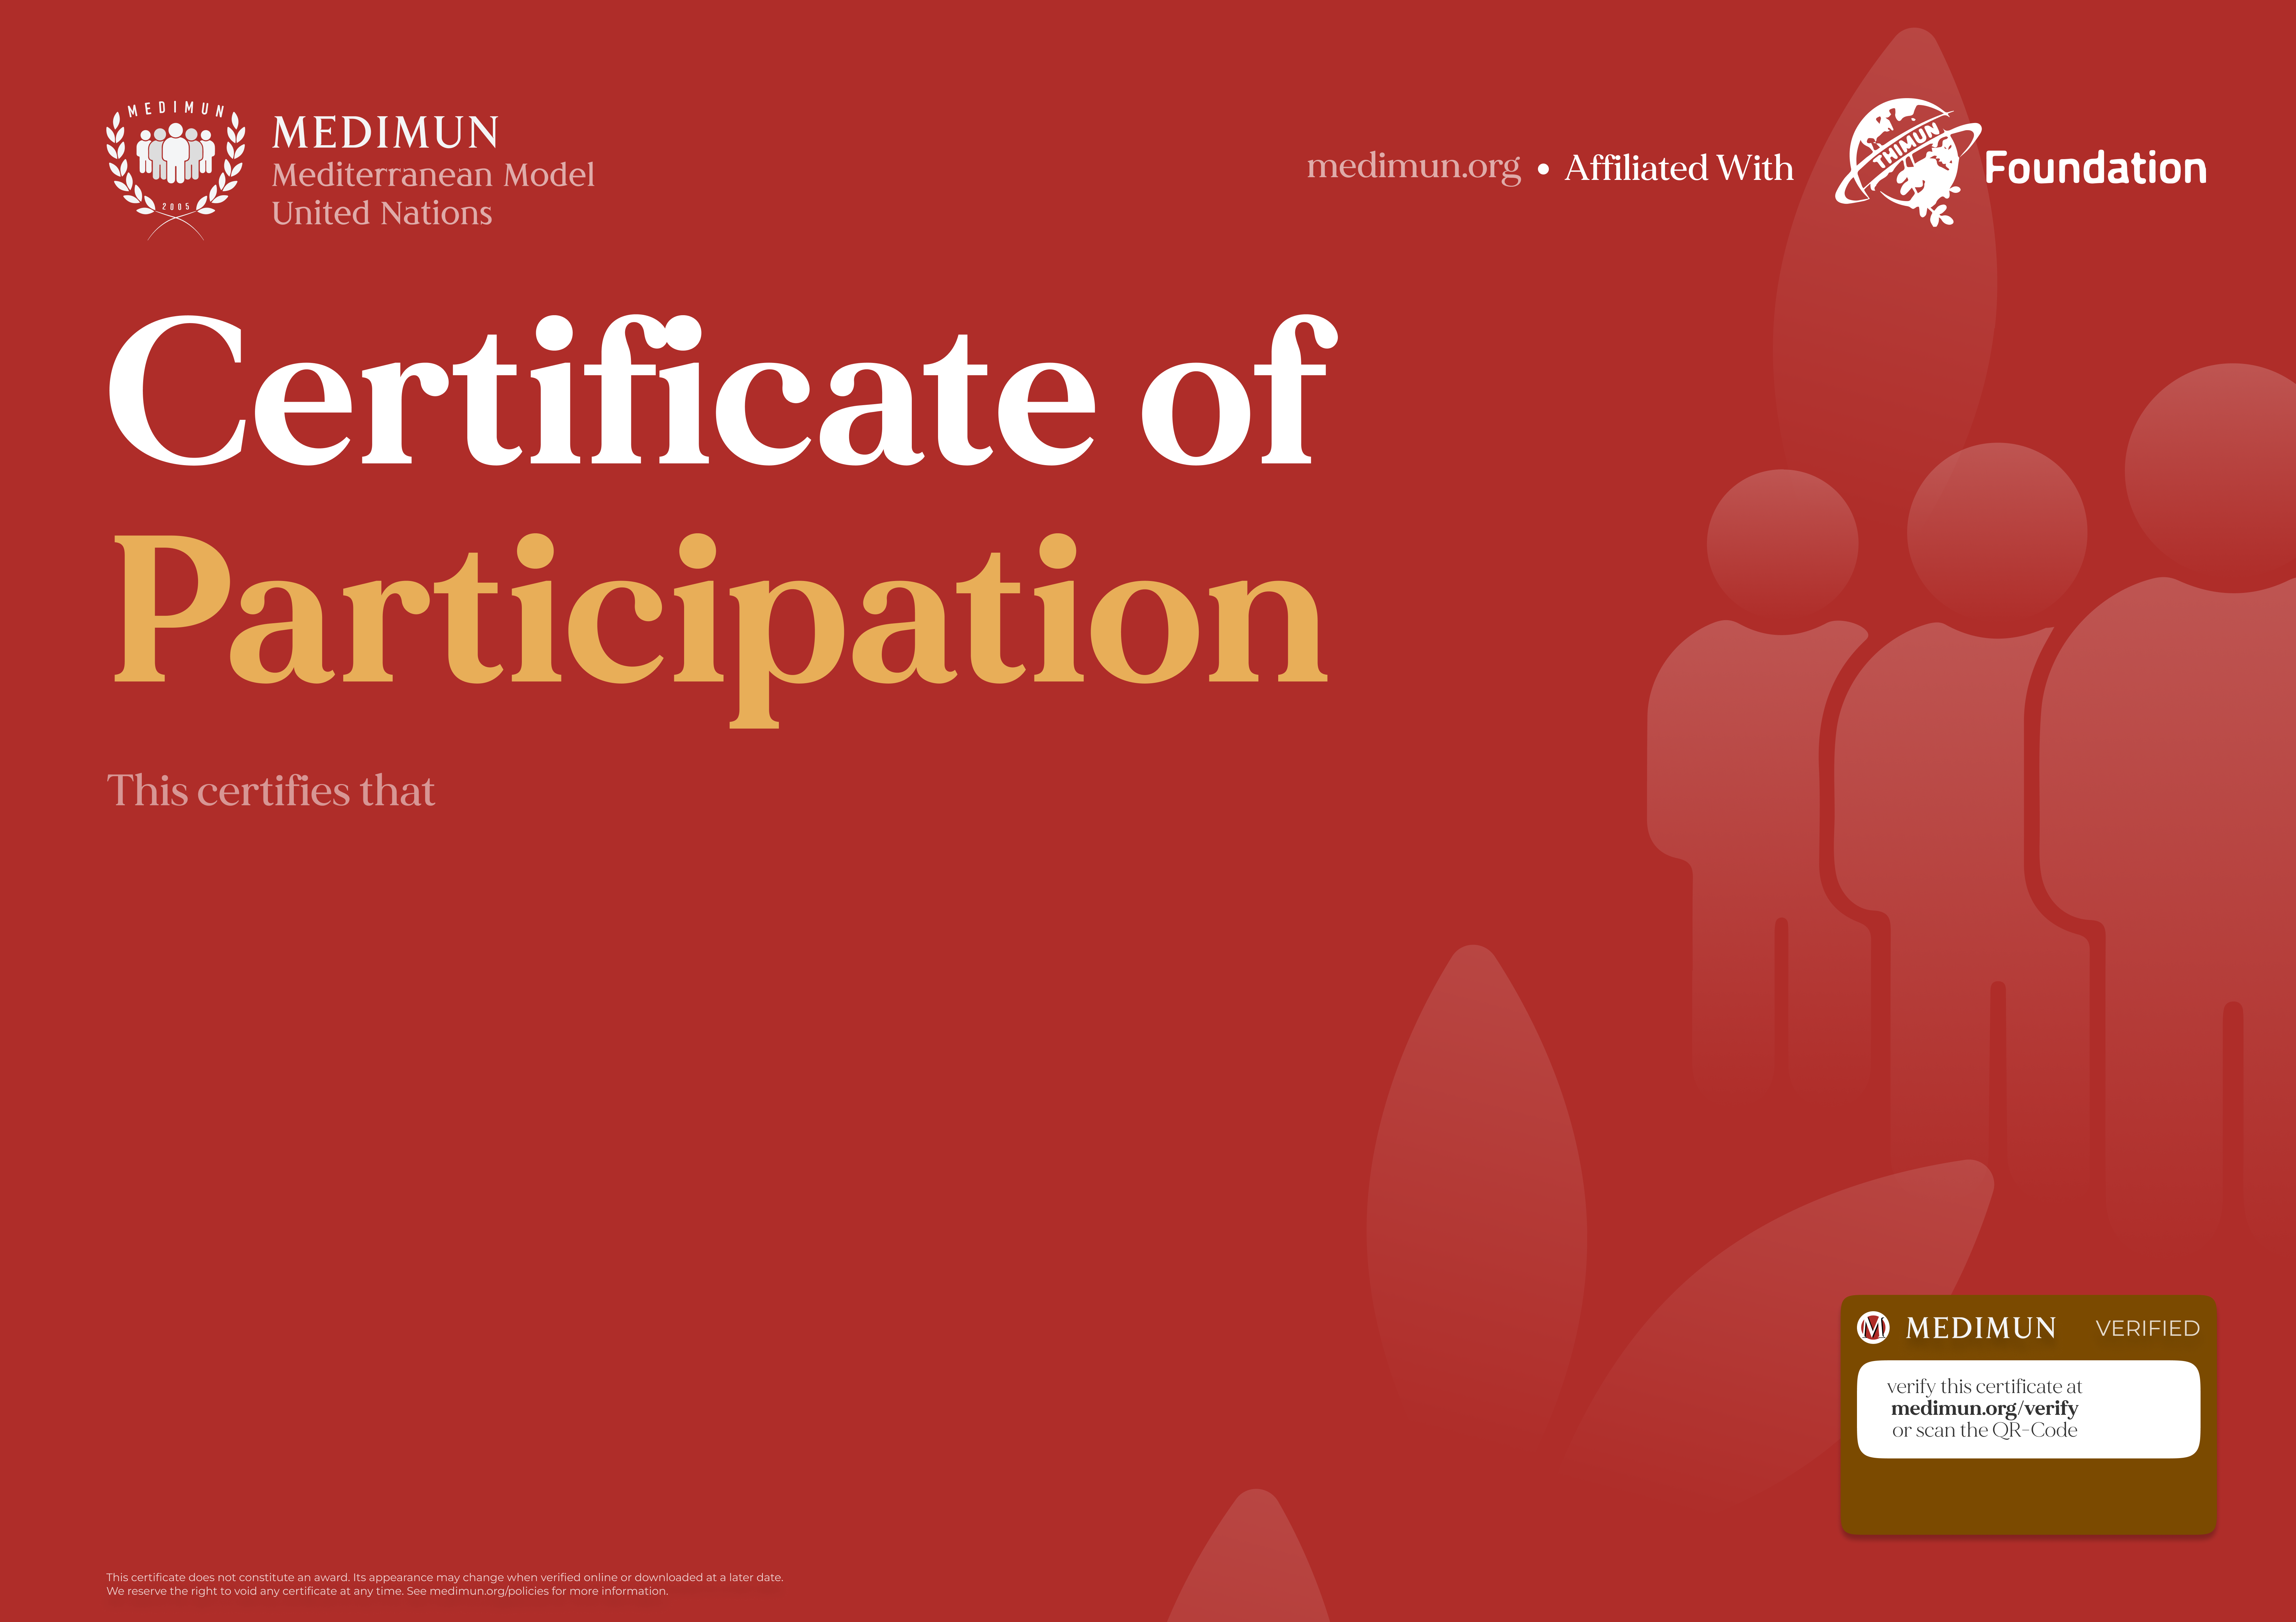 MEDIMUN
2005
MEDIMUN
Mediterranean Model
United Nations
medimun.org • Affiliated With
THIMUN
Foundation
Certificate of
Participation
This certifies that
M MEDIMUN VERIFIED
verify this certificate at
medimun.org/verify
or scan the QR-Code
This certificate does not constitute an award. Its appearance may change when verified online or downloaded at a later date.
We reserve the right to void any certificate at any time. See medimun.org/policies for more information.